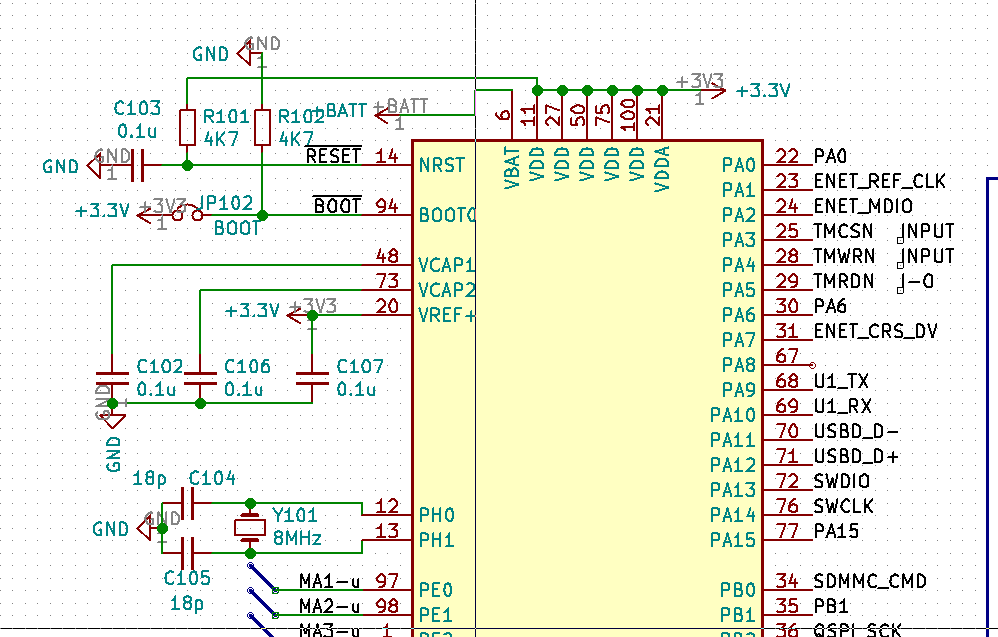 GND GND
1
C103
0.1u
R101
4K7
R102
4K7
+BATT +BATT
1
+3V3 +3.3V
1
6
11
27
50
75
100
21
VBAT
VDD
VDD
VDD
VDD
VDD
VDDA
GND GND
1
RESET 14 NRST
+3.3V +3V3
1
JP102
BOOT
BOOT 94 BOOT0
48 VCAP1
73 VCAP2
+3.3V +3V3
1
20 VREF+
C102
0.1u
C106
0.1u
C107
0.1u
GND
1
GND
18p C104
GND GND
1
Y101
8MHz
C105
18p
12 PH0
13 PH1
MA1-u 97 PE0
MA2-u 98 PE1
MA3-u 1 PE2
PA0 22 PA0
PA1 23 ENET_REF_CLK
PA2 24 ENET_MDIO
PA3 25 TMCSN INPUT
PA4 28 TMWRN INPUT
PA5 29 TMRDN I-O
PA6 30 PA6
PA7 31 ENET_CRS_DV
PA8 67
PA9 68 U1_TX
PA10 69 U1_RX
PA11 70 USBD_D-
PA12 71 USBD_D+
PA13 72 SWDIO
PA14 76 SWCLK
PA15 77 PA15
PB0 34 SDMMC_CMD
PB1 35 PB1
PB2 36 QSPI_SCK